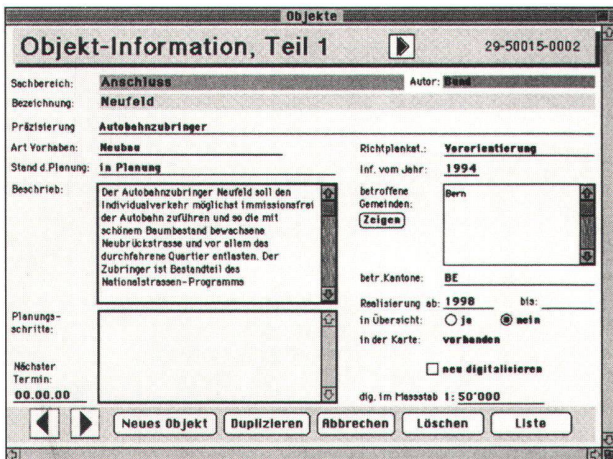 Objekte
Objekt-Information, Teil 1
29-50015-0002
Sachbereich: Anschluss
Autor: Bund
Bezeichnung: Neufeld
Präzisierung Autobahnzubringer
Art Vorhaben: Neubau
Richtplankat.: Vororientierung
Stand d.Planung: in Planung
Inf. vom Jahr: 1994
Beschrieb:
Der Autobahnzubringer Neufeld soll den
Individualverkehr möglichst immissionsfrei
der Autobahn zuführen und so die mit
schönem Baumbestand bewachsene
Neubrückstrasse und vor allem das
durchfahrene Quartier entlasten. Der
Zubringer ist Bestandteil des
Nationalstrassen-Programms
betroffene
Gemeinden:
Zeigen
Bern
betr.Kantone: BE
Realisierung ab: 1998 bis:
Planungs-
schritte:
in Übersicht: ja nein
in der Karte: vorhanden
Nächster
Termin:
00.00.00
neu digitalisieren
dig. im Massstab 1: 50'000
Neues Objekt Duplizieren Abbrechen Löschen Liste